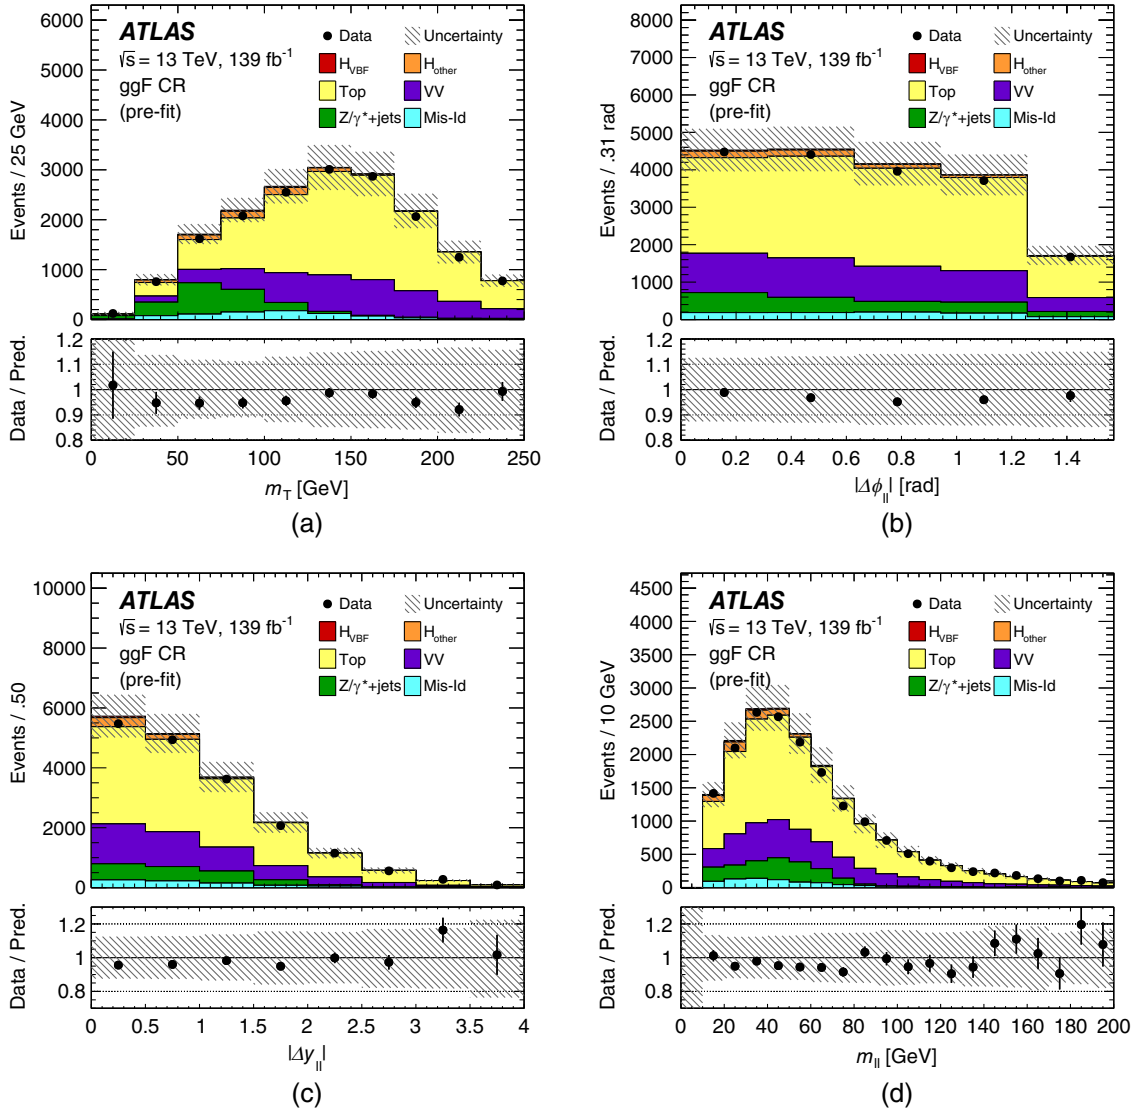 ATLAS
√s = 13 TeV, 139 fb⁻¹
ggF CR
(pre-fit)
Data
Uncertainty
H_VBF
H_other
Top
VV
Z/γ*+jets
Mis-Id
Events / 25 GeV
6000
5000
4000
3000
2000
1000
0
Data / Pred.
1.2
1.1
1
0.9
0.8
0 50 100 150 200 250
m_T [GeV]
(a)
ATLAS
√s = 13 TeV, 139 fb⁻¹
ggF CR
(pre-fit)
Data
Uncertainty
H_VBF
H_other
Top
VV
Z/γ*+jets
Mis-Id
Events / .31 rad
8000
7000
6000
5000
4000
3000
2000
1000
0
Data / Pred.
1.2
1.1
1
0.9
0.8
0 0.2 0.4 0.6 0.8 1 1.2 1.4
|Δϕ_ll| [rad]
(b)
ATLAS
√s = 13 TeV, 139 fb⁻¹
ggF CR
(pre-fit)
Data
Uncertainty
H_VBF
H_other
Top
VV
Z/γ*+jets
Mis-Id
Events / .50
10000
8000
6000
4000
2000
0
Data / Pred.
1.2
1
0.8
0 0.5 1 1.5 2 2.5 3 3.5 4
|Δy_ll|
(c)
ATLAS
√s = 13 TeV, 139 fb⁻¹
ggF CR
(pre-fit)
Data
Uncertainty
H_VBF
H_other
Top
VV
Z/γ*+jets
Mis-Id
Events / 10 GeV
4500
4000
3500
3000
2500
2000
1500
1000
500
0
Data / Pred.
1.2
1
0.8
0 20 40 60 80 100 120 140 160 180 200
m_ll [GeV]
(d)